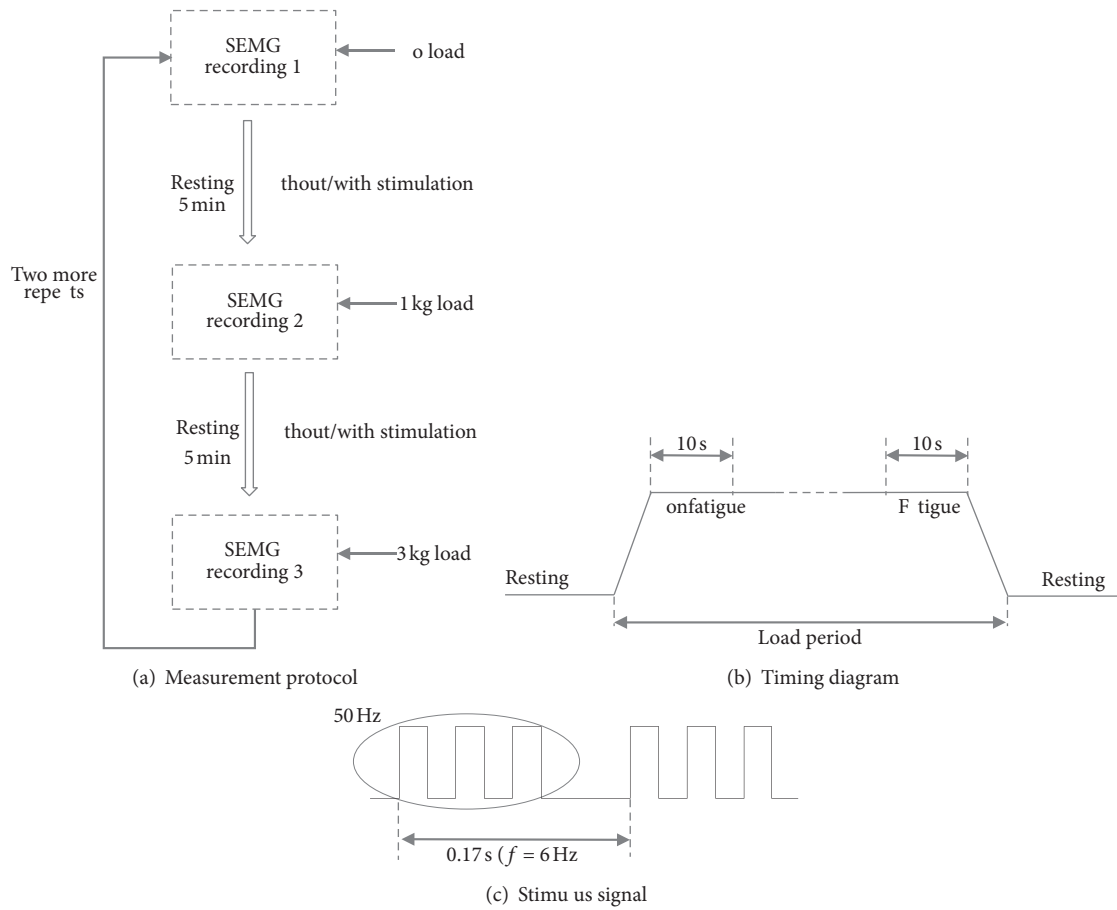 SEMG
recording 1
o load
Resting
5 min
thout/with stimulation
Two more
repe ts
SEMG
recording 2
1 kg load
Resting
5 min
thout/with stimulation
SEMG
recording 3
3 kg load
(a) Measurement protocol
10 s
10 s
onfatigue
F tigue
Resting
Resting
Load period
(b) Timing diagram
50 Hz
0.17 s (f = 6 Hz
(c) Stimu us signal